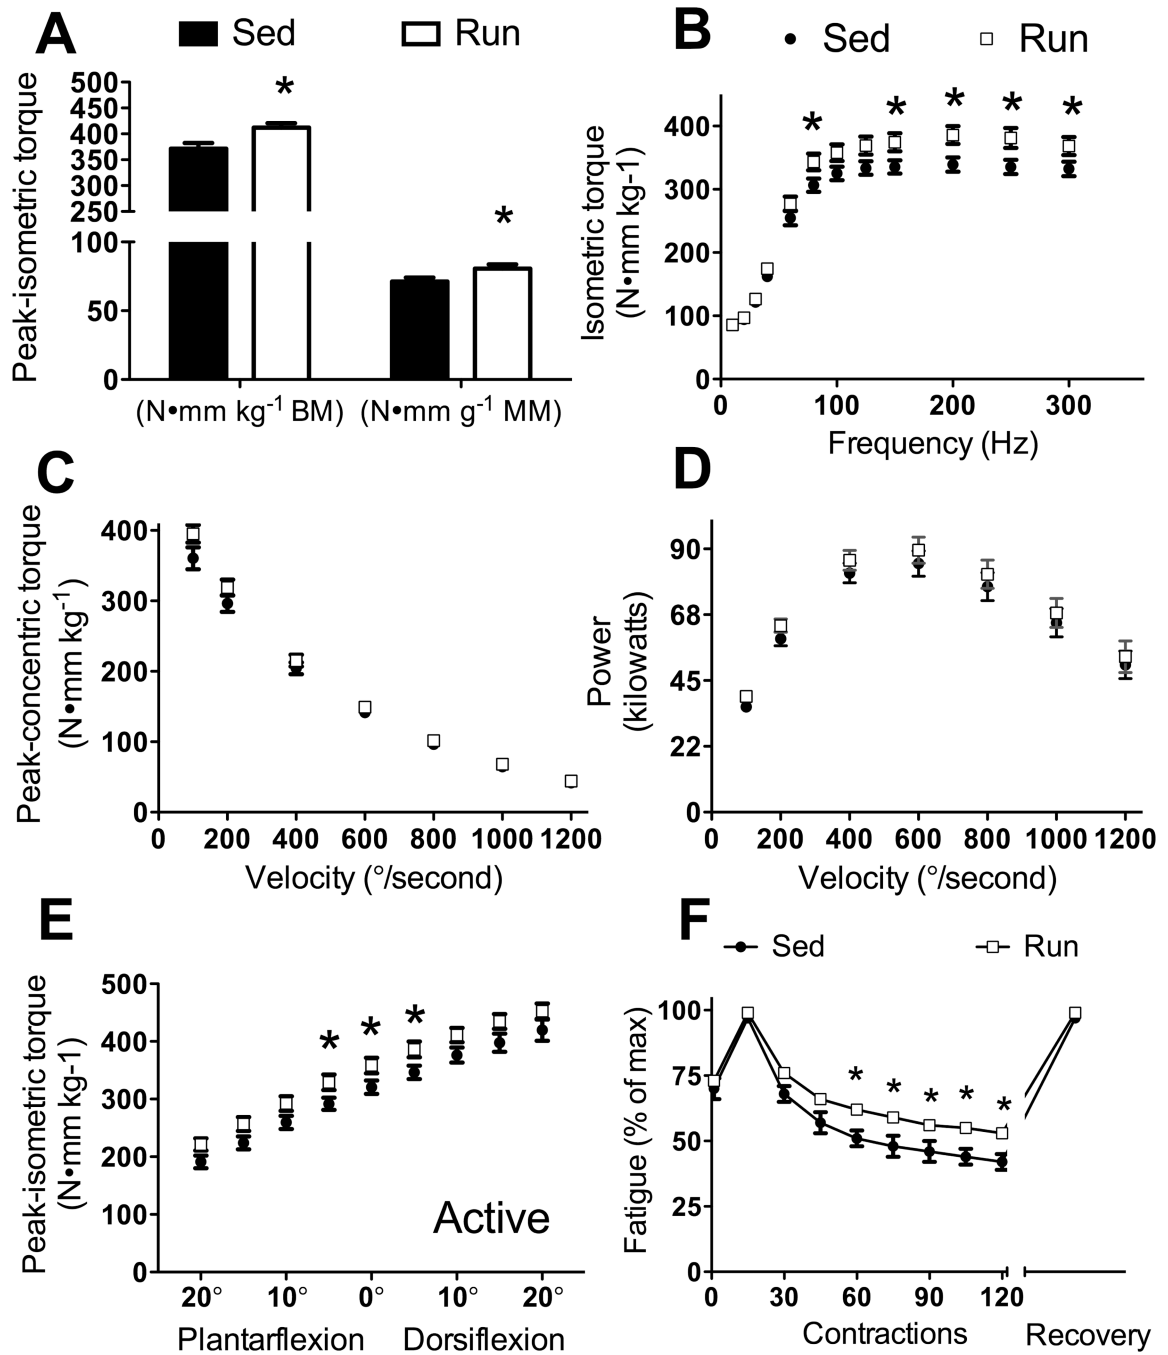 A
Sed
Run
Peak-isometric torque
500
450
400
350
300
250
100
50
0
*
*
(N•mm kg-1 BM)
(N•mm g-1 MM)
B
Sed
Run
Isometric torque
(N•mm kg-1)
400
300
200
100
0
* * * * *
0 100 200 300
Frequency (Hz)
C
Peak-concentric torque
(N•mm kg-1)
400
300
200
100
0
0 200 400 600 800 1000 1200
Velocity (°/second)
D
Power
(kilowatts)
90
68
45
22
0
0 200 400 600 800 1000 1200
Velocity (°/second)
E
Peak-isometric torque
(N•mm kg-1)
500
400
300
200
100
0
* * *
Active
20° 10° 0° 10° 20°
Plantarflexion Dorsiflexion
F
Sed
Run
Fatigue (% of max)
100
75
50
25
0
* * * * *
0 30 60 90 120
Contractions
Recovery